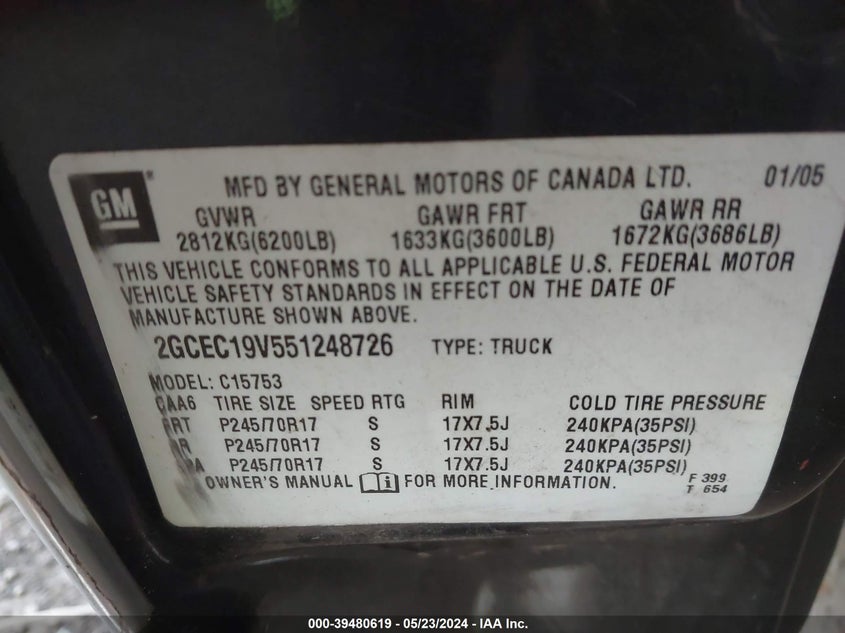 GM ®
MFD BY GENERAL MOTORS OF CANADA LTD. 01/05
GVWR GAWR FRT GAWR RR
2812KG(6200LB) 1633KG(3600LB) 1672KG(3686LB)
THIS VEHICLE CONFORMS TO ALL APPLICABLE U.S. FEDERAL MOTOR
VEHICLE SAFETY STANDARDS IN EFFECT ON THE DATE OF
MANUFACTURE SHOWN ABOVE.
2GCEC19V551248726 TYPE: TRUCK
MODEL: C15753
CAA6 TIRE SIZE SPEED RTG RIM COLD TIRE PRESSURE
FRT P245/70R17 S 17X7.5J 240KPA(35PSI)
RR P245/70R17 S 17X7.5J 240KPA(35PSI)
P245/70R17 S 17X7.5J 240KPA(35PSI)
OWNER'S MANUAL FOR MORE INFORMATION. F 399
T 654
000-39480619 - 05/23/2024 - IAA Inc.